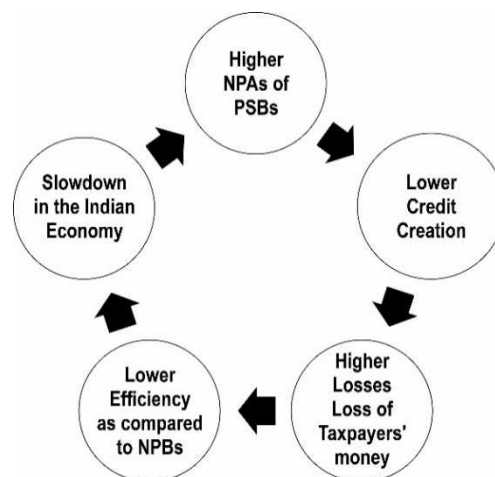 Higher
NPAs of
PSBs
Lower
Credit
Creation
Higher
Losses
Loss of
Taxpayers'
money
Lower
Efficiency
as compared
to NPBs
Slowdown
in the Indian
Economy